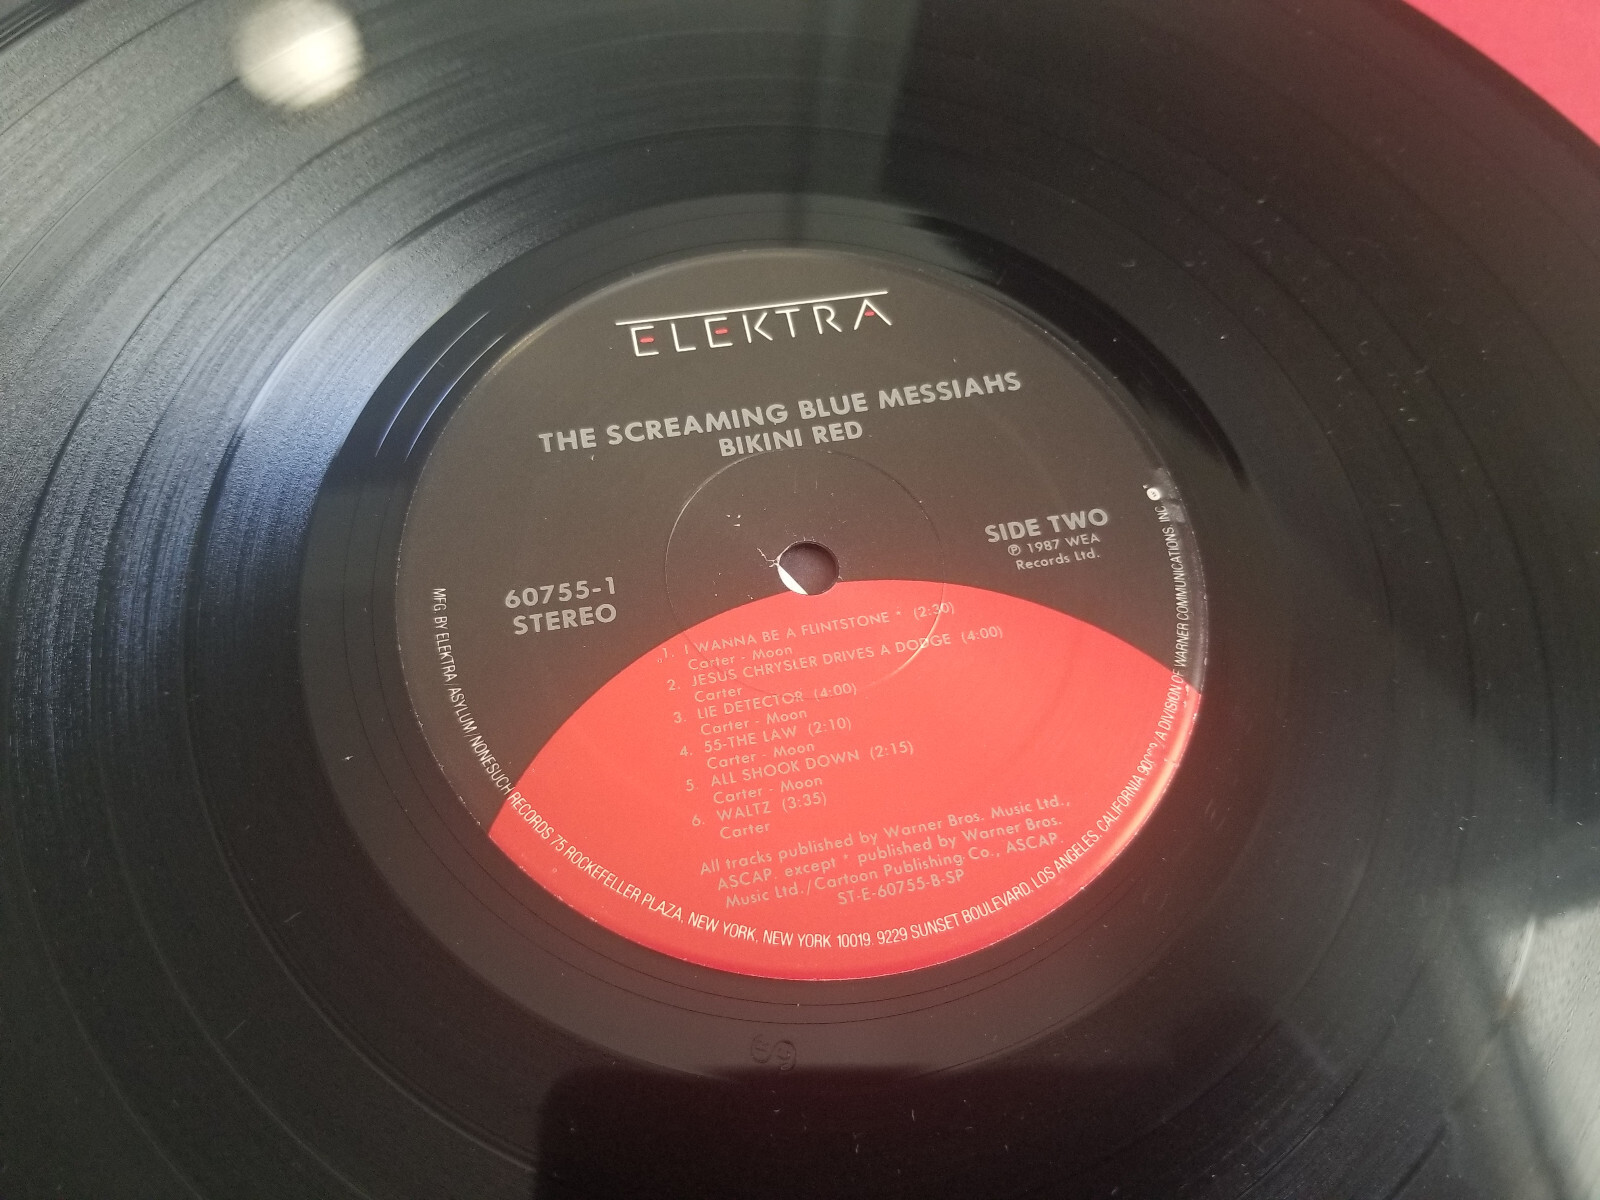 ELEKTRA
THE SCREAMING BLUE MESSIAHS
BIKINI RED
SIDE TWO
℗ 1987 WEA
Records Ltd.
60755-1
STEREO
1. I WANNA BE A FLINTSTONE * (2:30)
Carter - Moon
2. JESUS CHRYSLER DRIVES A DODGE (4:00)
Carter
3. LIE DETECTOR (4:00)
Carter - Moon
4. 55-THE LAW (2:10)
Carter - Moon
5. ALL SHOOK DOWN (2:15)
Carter - Moon
6. WALTZ (3:35)
Carter
All tracks published by Warner Bros. Music Ltd.,
ASCAP. except * published by Warner Bros.
Music Ltd./Cartoon Publishing Co., ASCAP.
ST-E-60755-B-SP
MFG. BY ELEKTRA/ASYLUM/NONESUCH RECORDS 75 ROCKEFELLER PLAZA, NEW YORK, NEW YORK 10019. 9229 SUNSET BOULEVARD, LOS ANGELES, CALIFORNIA /A DIVISION OF WARNER COMMUNICATIONS, INC.